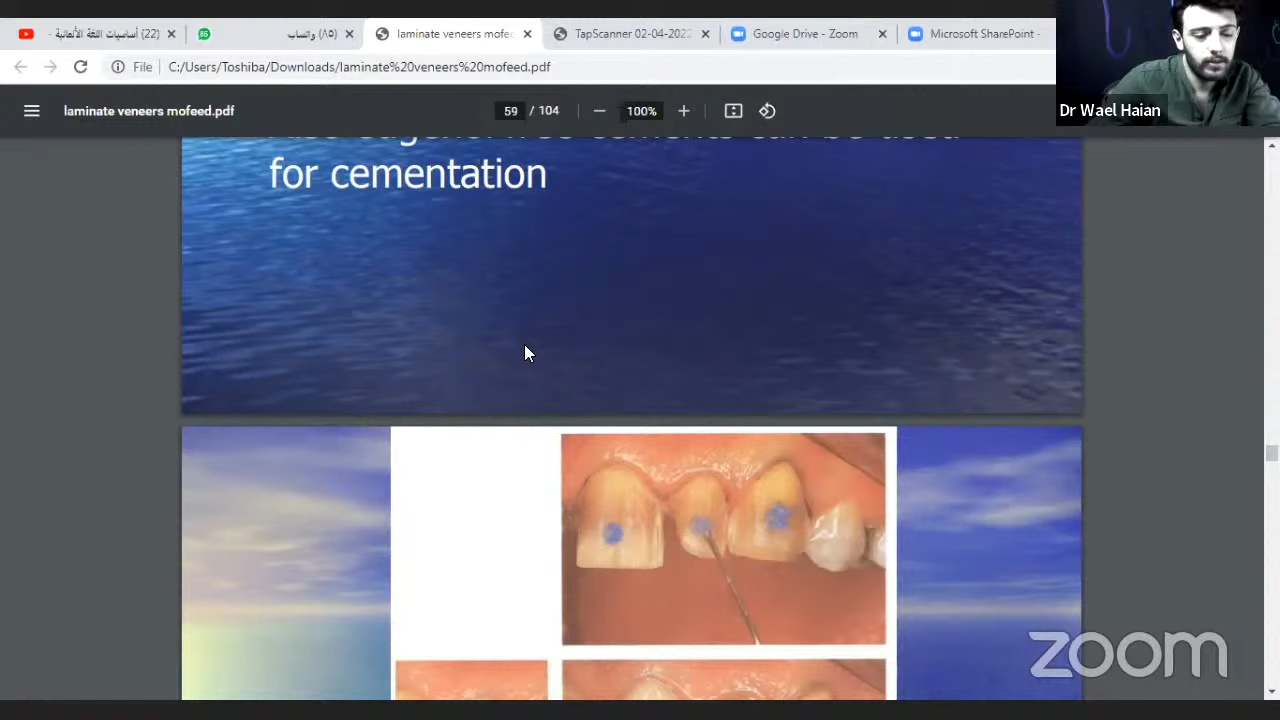 (22) أساسيات اللغة الألمانية -
(٨٥) واتساب
laminate veneers mofe
TapScanner 02-04-2022
Google Drive - Zoom
Microsoft SharePoint -
File
C:/Users/Toshiba/Downloads/laminate%20veneers%20mofeed.pdf
Dr Wael Haian
laminate veneers mofeed.pdf
59 / 104
100%
for cementation
zoom